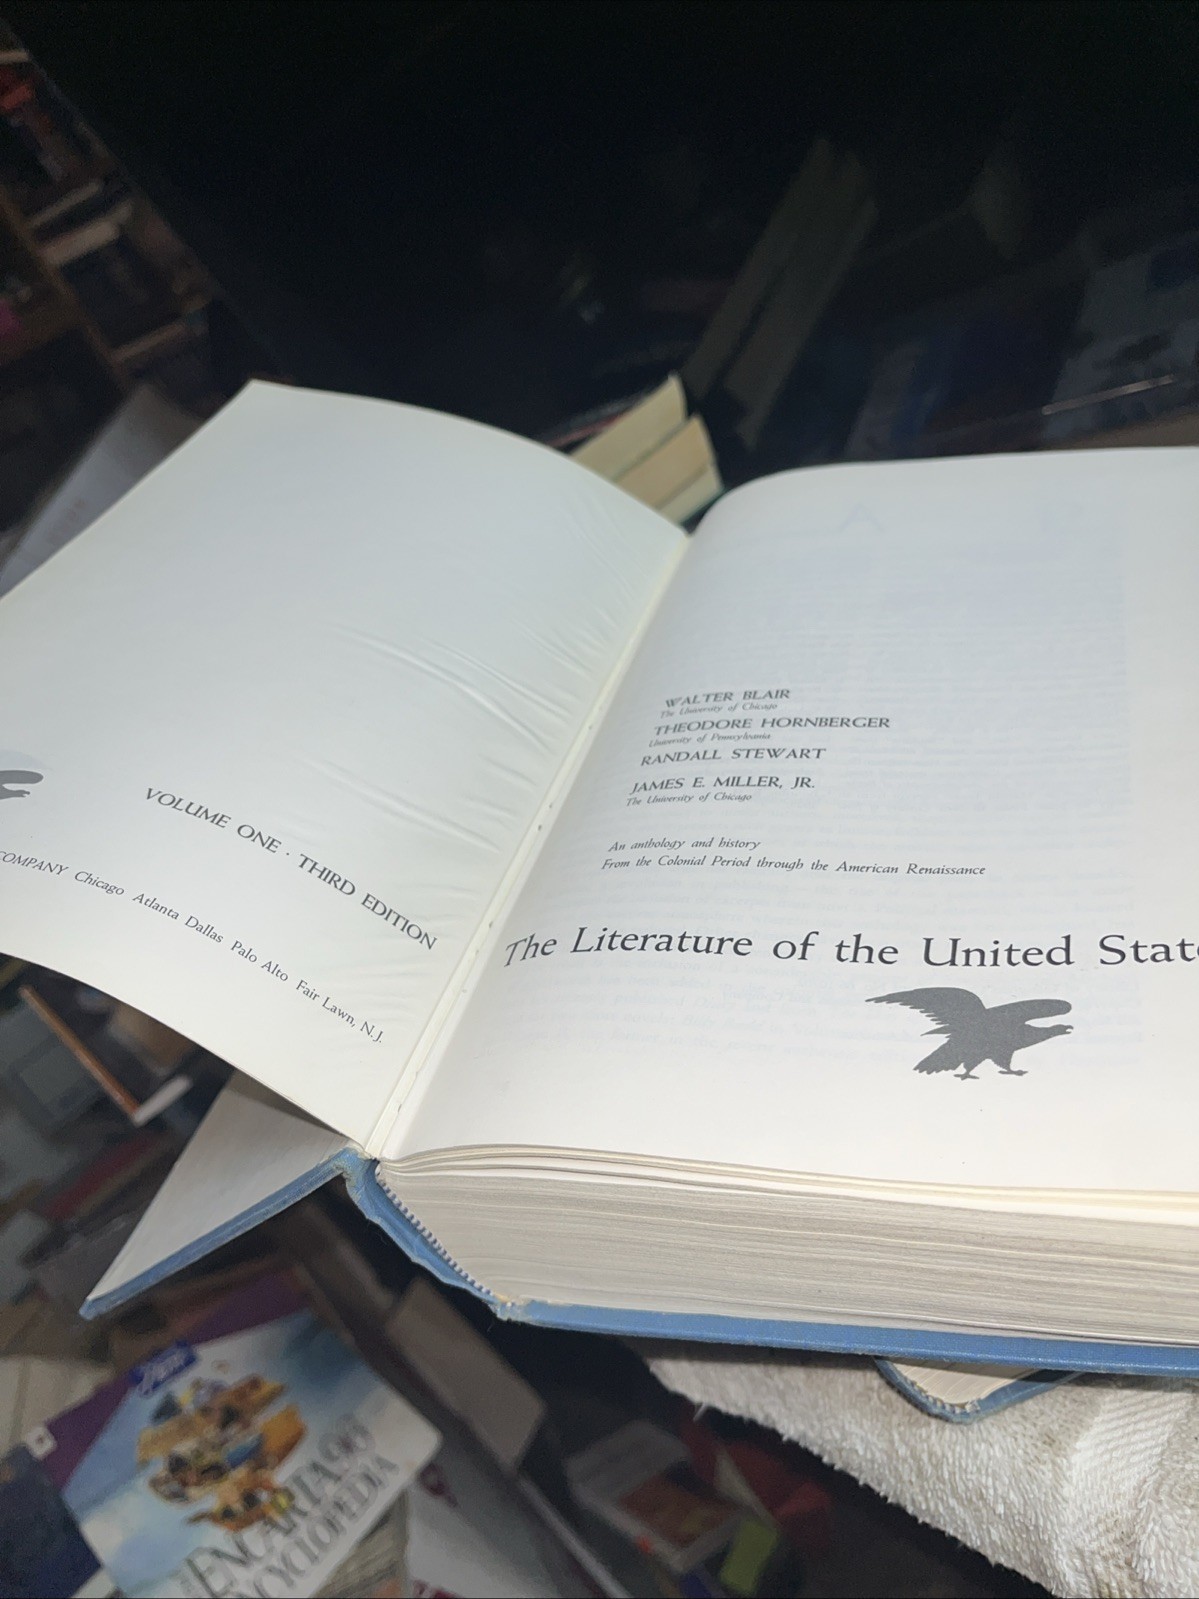 VOLUME ONE · THIRD EDITION
COMPANY Chicago Atlanta Dallas Palo Alto Fair Lawn, N.J.
WALTER BLAIR
The University of Chicago
THEODORE HORNBERGER
University of Pennsylvania
RANDALL STEWART
JAMES E. MILLER, JR.
The University of Chicago
An anthology and history
From the Colonial Period through the American Renaissance
The Literature of the United
New
ENCARTA 96
ENCYCLOPEDIA